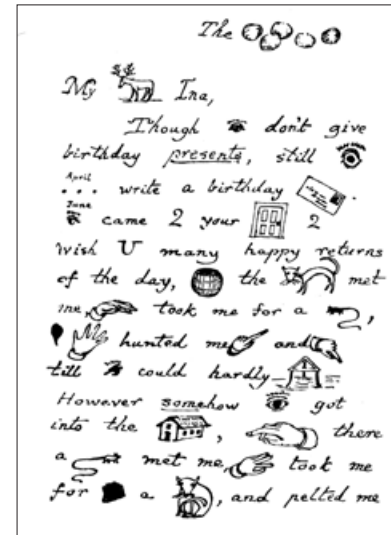 The
My Ina,
Though don't give
birthday presents, still
April
... write a birthday
June
came 2 your 2
wish U many happy returns
of the day, the met
me, took me for a ,
hunted me and
till could hardly
However somehow got
into the , there
a met me, took me
for a , and pelted me